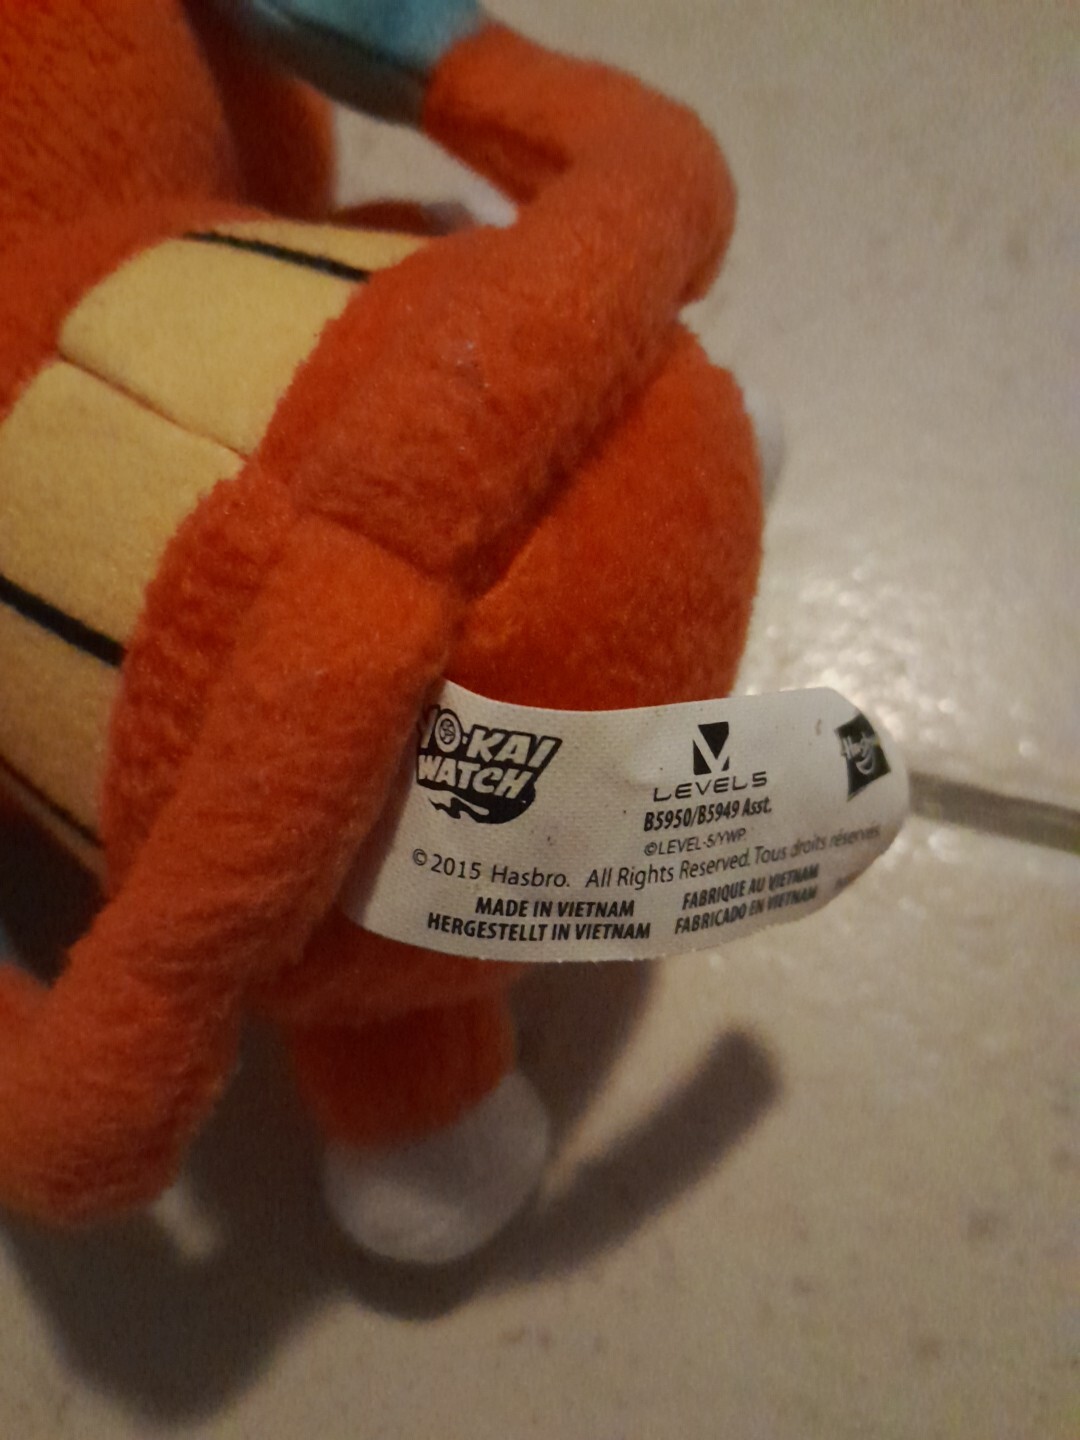 YO-KAI
WATCH
LEVEL5
Hasbro
B5950/B5949 Asst.
©LEVEL-5/YWP.
©2015 Hasbro. All Rights Reserved. Tous droits réservés.
MADE IN VIETNAM
HERGESTELLT IN VIETNAM
FABRIQUE AU VIETNAM
FABRICADO EN VIETNAM